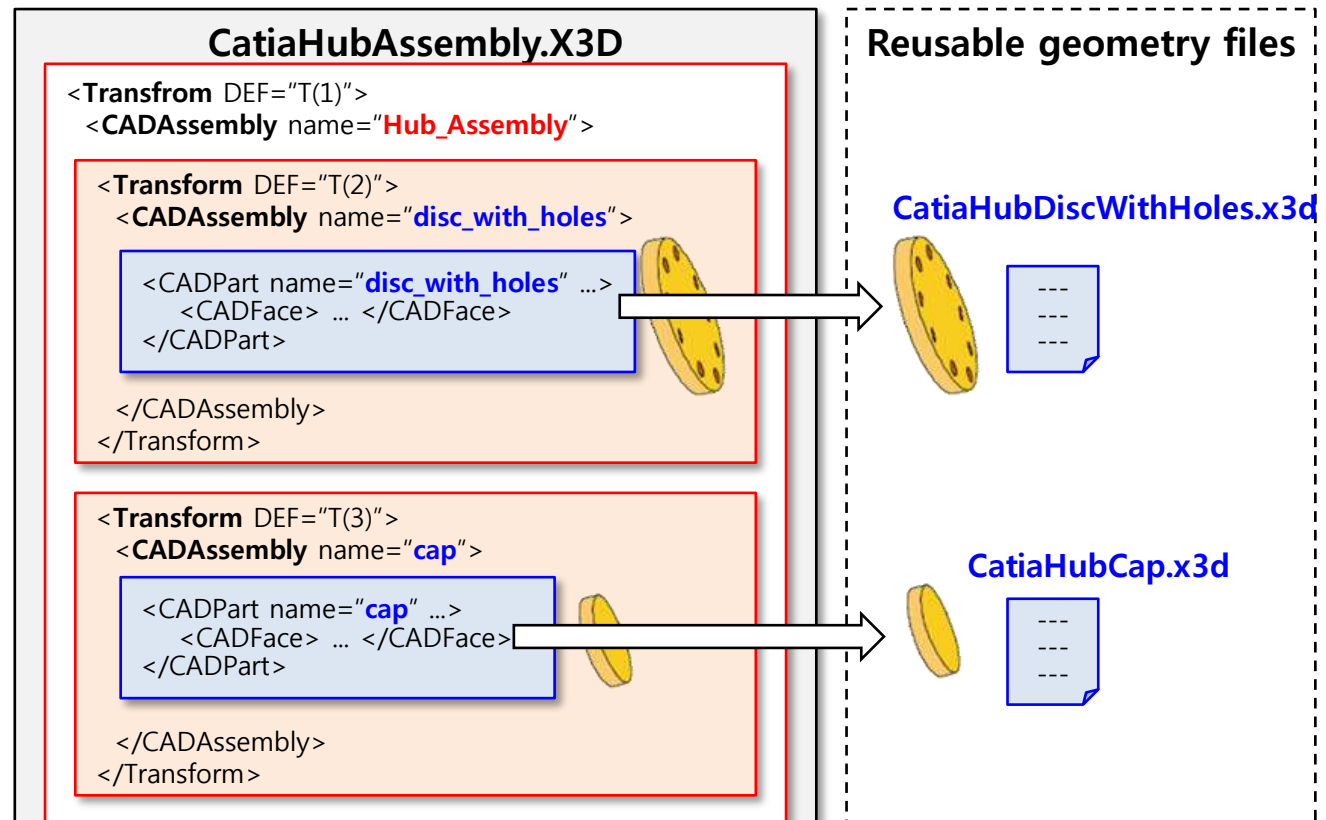 CatiaHubAssembly.X3D
<Transfrom DEF="T(1)">
<CADAssembly name="Hub_Assembly">
<Transform DEF="T(2)">
<CADAssembly name="disc_with_holes">
<CADPart name="disc_with_holes" ...>
<CADFace> ... </CADFace>
</CADPart>
</CADAssembly>
</Transform>
<Transform DEF="T(3)">
<CADAssembly name="cap">
<CADPart name="cap" ...>
<CADFace> ... </CADFace>
</CADPart>
</CADAssembly>
</Transform>
Reusable geometry files
CatiaHubDiscWithHoles.x3d
---
---
---
CatiaHubCap.x3d
---
---
---